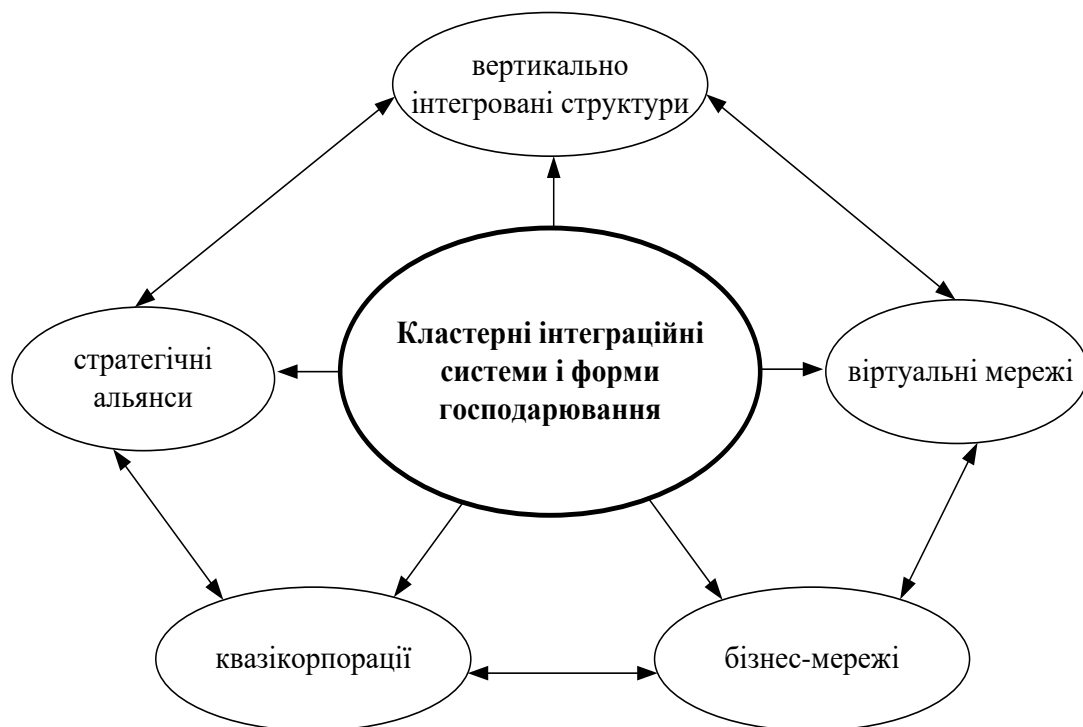 вертикально
інтегровані структури
Кластерні інтеграційні
системи і форми
господарювання
стратегічні
альянси
віртуальні мережі
квазікорпорації
бізнес-мережі